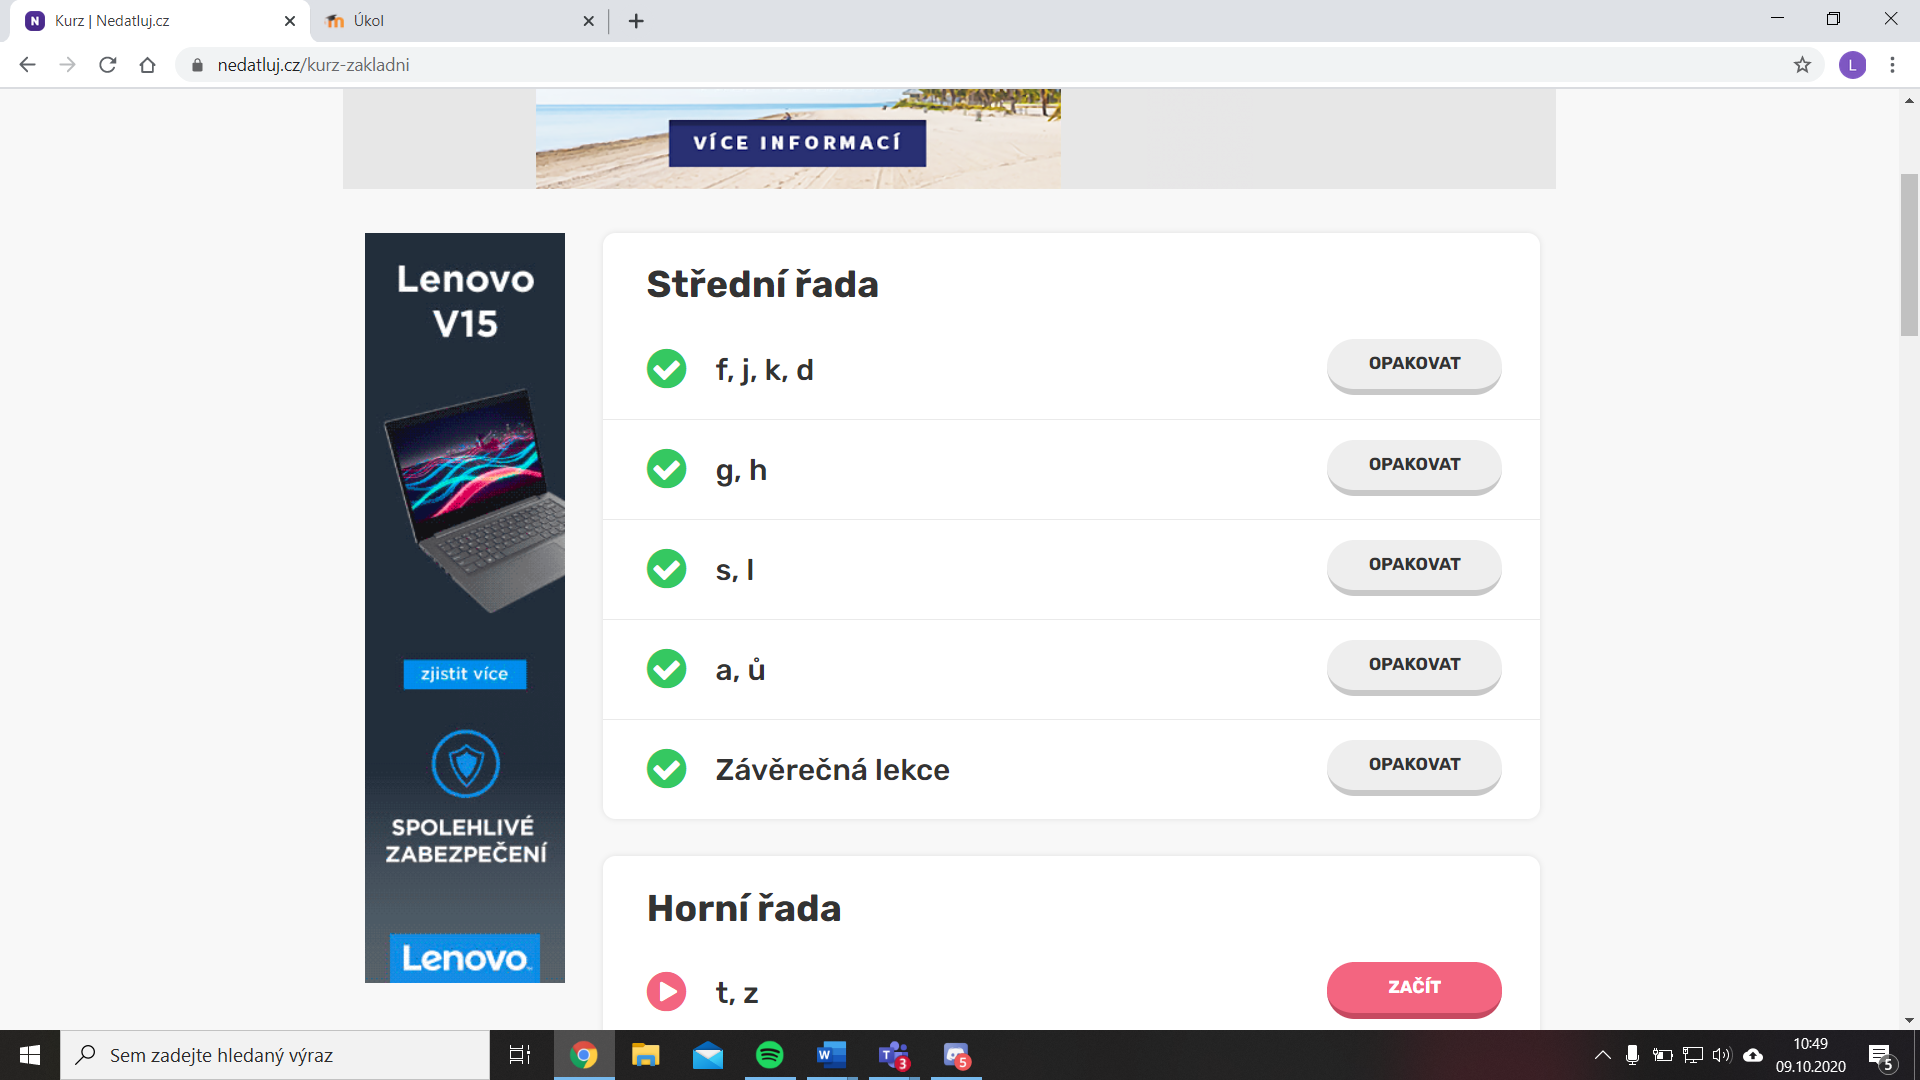 Kurz | Nedatluj.cz
Úkol
nedatluj.cz/kurz-zakladni
L
VÍCE INFORMACÍ
Lenovo
V15
zjistit více
SPOLEHLIVÉ
ZABEZPEČENÍ
Lenovo
Střední řada
f, j, k, d
OPAKOVAT
g, h
OPAKOVAT
s, l
OPAKOVAT
a, ů
OPAKOVAT
Závěrečná lekce
OPAKOVAT
Horní řada
t, z
ZAČÍT
Sem zadejte hledaný výraz
3
5
10:49
09.10.2020
5